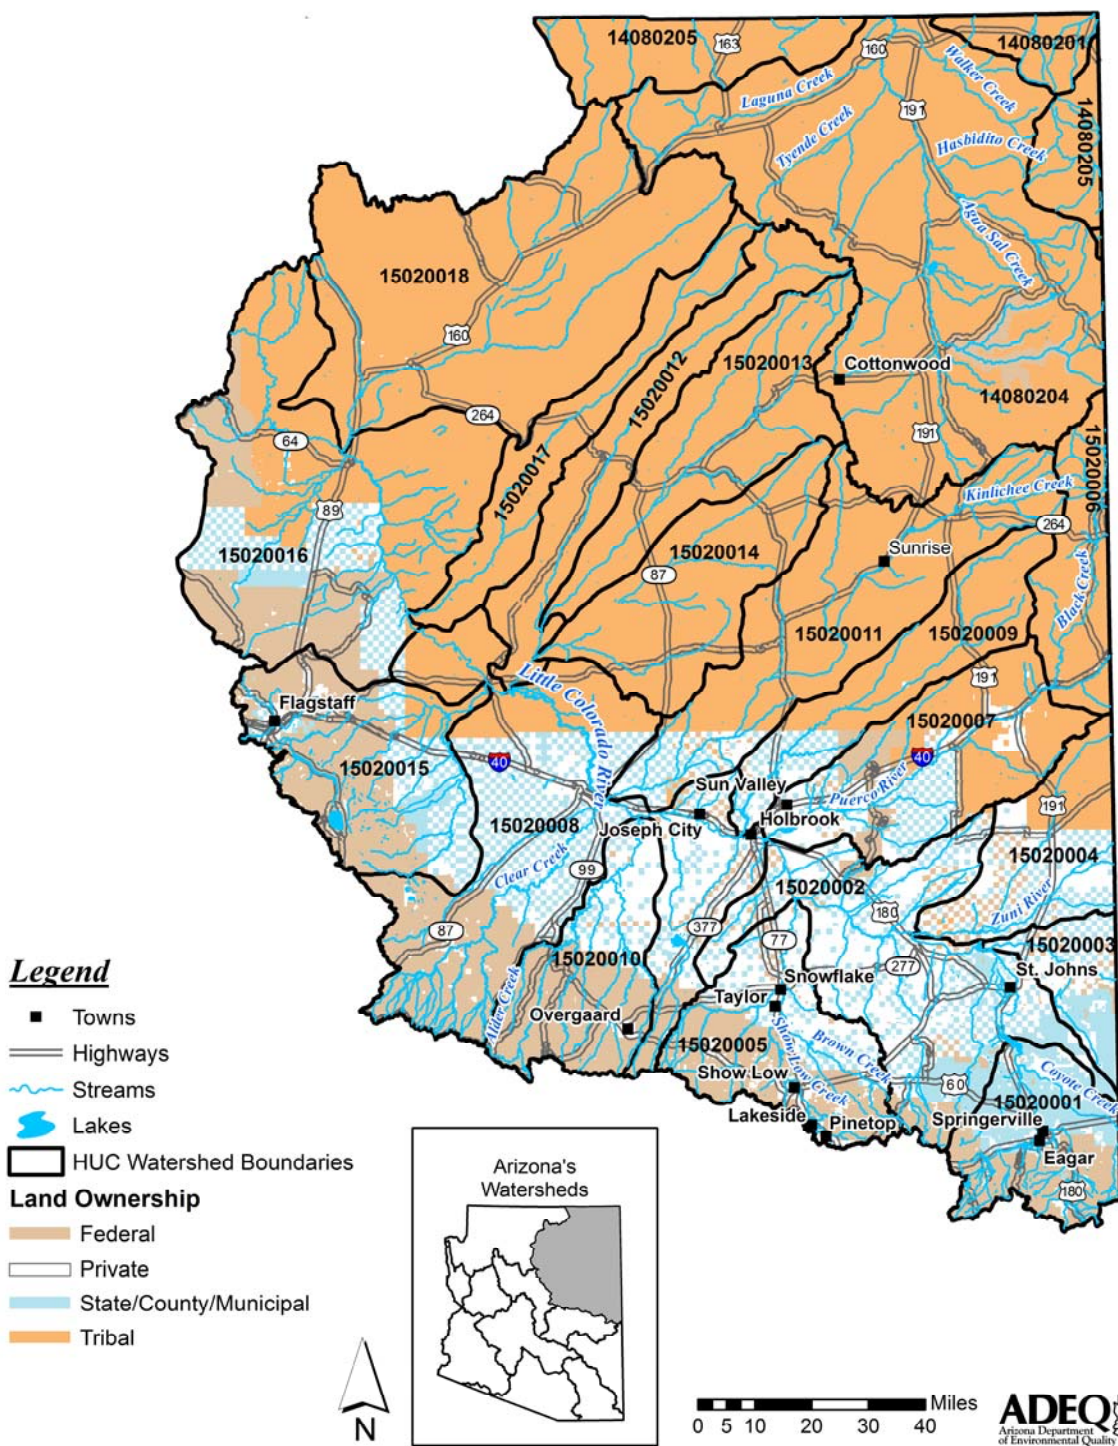 14080205
163
160
14080201
Walker Creek
Laguna Creek
191
Tyende Creek
Hasbidito Creek
14080205
Agua Sal Creek
15020018
160
15020012
15020013
Cottonwood
14080204
264
64
191
15020017
15020006
Kinlichee Creek
89
264
15020016
15020014
Sunrise
87
Black Creek
15020011
15020009
191
Little Colorado River
Flagstaff
15020007
40
15020015
40
Sun Valley
Puerco River
191
15020008
Joseph City
Holbrook
15020004
Clear Creek
99
15020002
Zuni River
180
87
377
77
15020003
15020010
277
St. Johns
Snowflake
Taylor
Alder Creek
Overgaard
15020005
Show Low Creek
Brown Creek
Show Low
60
Coyote Creek
Lakeside
Pinetop
Springerville
15020001
Eagar
180
Legend
Towns
Highways
Streams
Lakes
HUC Watershed Boundaries
Land Ownership
Federal
Private
State/County/Municipal
Tribal
Arizona's
Watersheds
N
Miles
0 5 10 20 30 40
ADEQ
Arizona Department
of Environmental Quality